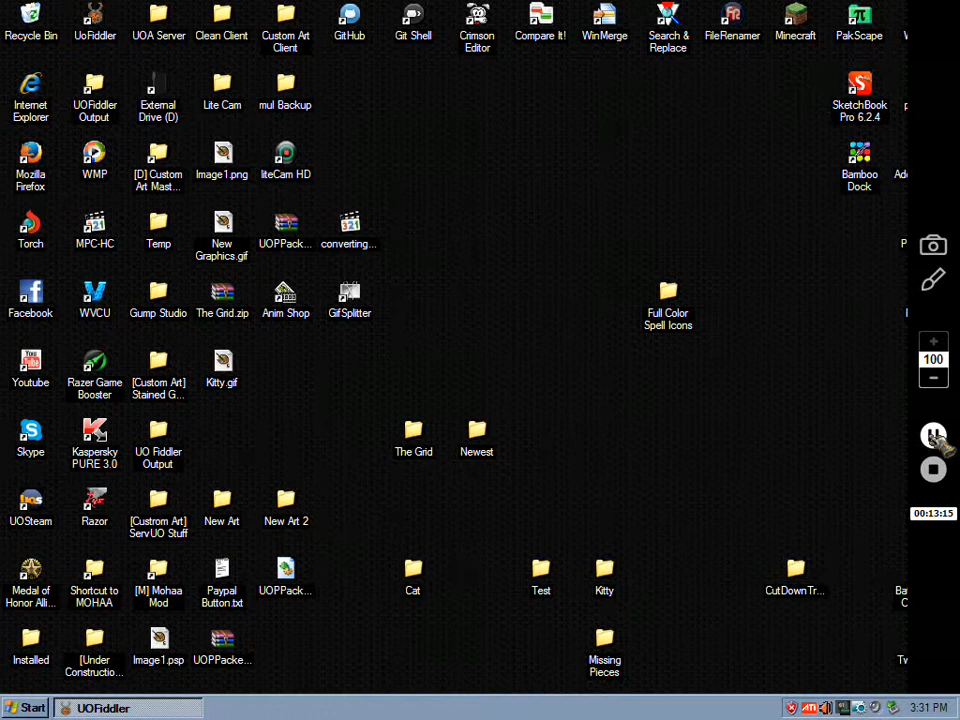 Recycle Bin
UoFiddler
UOA Server
Clean Client
Custom Art
Client
GitHub
Git Shell
Crimson
Editor
Compare It!
WinMerge
Search &
Replace
FileRenamer
Minecraft
PakScape
Internet
Explorer
UOFiddler
Output
External
Drive (D)
Lite Cam
mul Backup
SketchBook
Pro 6.2.4
Mozilla
Firefox
WMP
[D] Custom
Art Mast...
Image1.png
liteCam HD
Bamboo
Dock
Torch
MPC-HC
Temp
New
Graphics.gif
UOPPack...
converting...
Facebook
WVCU
Gump Studio
The Grid.zip
Anim Shop
GifSplitter
Full Color
Spell Icons
100
Youtube
Razer Game
Booster
[Custom Art]
Stained G...
Kitty.gif
Skype
Kaspersky
PURE 3.0
UO Fiddler
Output
The Grid
Newest
UOSteam
Razor
[Custrom Art]
ServUO Stuff
New Art
New Art 2
00:13:15
Medal of
Honor Alli...
Shortcut to
MOHAA
[M] Mohaa
Mod
Paypal
Button.txt
UOPPack...
Cat
Test
Kitty
CutDownTr...
Installed
[Under
Constructio...
Image1.psp
UOPPacke...
Missing
Pieces
Start
UOFiddler
3:31 PM